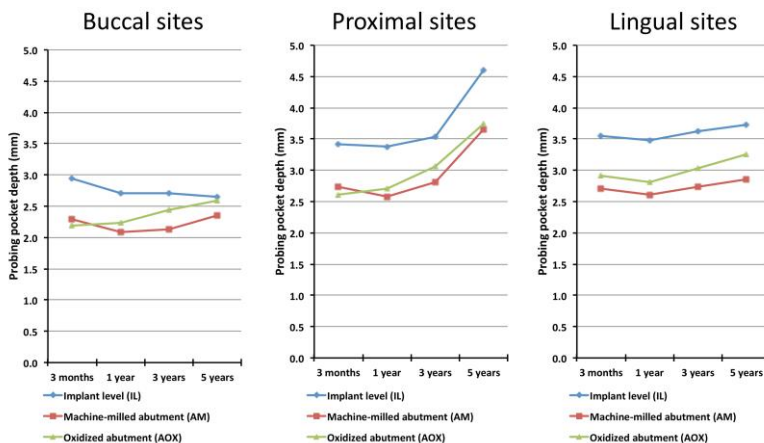 Buccal sites
Probing pocket depth (mm)
5.0
4.5
4.0
3.5
3.0
2.5
2.0
1.5
1.0
0.5
0.0
3 months 1 year 3 years 5 years
Implant level (IL)
Machine-milled abutment (AM)
Oxidized abutment (AOX)
Proximal sites
Probing pocket depth (mm)
5.0
4.5
4.0
3.5
3.0
2.5
2.0
1.5
1.0
0.5
0.0
3 months 1 year 3 years 5 years
Implant level (IL)
Machine-milled abutment (AM)
Oxidized abutment (AOX)
Lingual sites
Probing pocket depth (mm)
5.0
4.5
4.0
3.5
3.0
2.5
2.0
1.5
1.0
0.5
0.0
3 months 1 year 3 years 5 years
Implant level (IL)
Machine-milled abutment (AM)
Oxidized abutment (AOX)